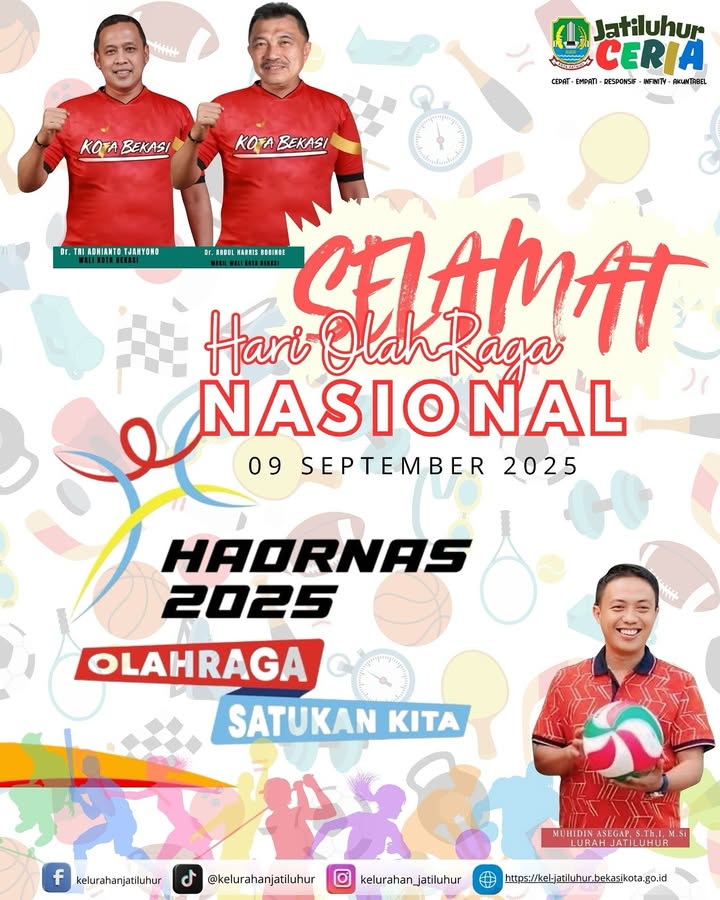 Jatiluhur
CERIA
CEPAT - EMPATI - RESPONSIF - INFINITY - AKUNTABEL
KOTA BEKASI
KOTA BEKASI
Dr. TRI ADHIANTO TJAHYONO
WALI KOTA BEKASI
Dr. ABDUL HARRIS BOBIHOE
WAKIL WALI KOTA BEKASI
SELAMAT
Hari OlahRaga
NASIONAL
09 SEPTEMBER 2025
HAORNAS
2025
OLAHRAGA
SATUKAN KITA
MUHIDIN ASEGAP, S.Th.I, M.Si
LURAH JATILUHUR
kelurahanjatiluhur
@kelurahanjatiluhur
kelurahan_jatiluhur
https://kel-jatiluhur.bekasikota.go.id